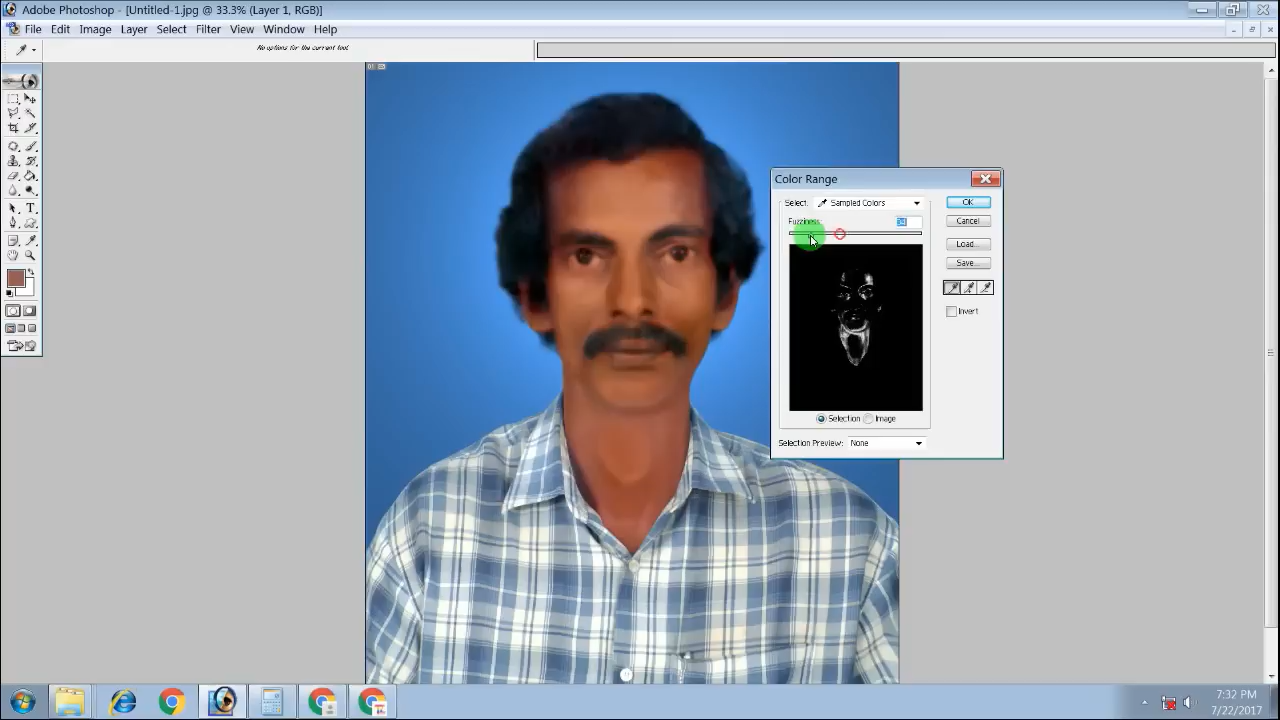 Adobe Photoshop - [Untitled-1.jpg @ 33.3% (Layer 1, RGB)]
File Edit Image Layer Select Filter View Window Help
No options for the current tool.
Color Range
Select: Sampled Colors
OK
Fuzziness:
Cancel
Load...
Save...
Invert
Selection Image
Selection Preview: None
7:32 PM
7/22/2017